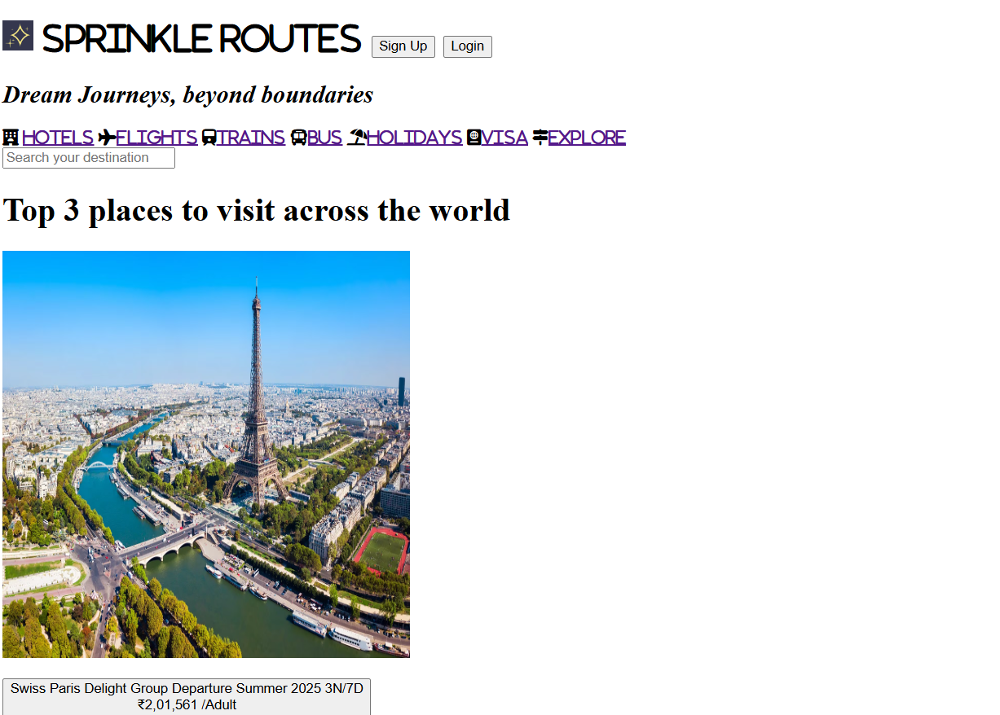 SPRINKLE ROUTES Sign Up Login
Dream Journeys, beyond boundaries
HOTELS FLIGHTS TRAINS BUS HOLIDAYS VISA EXPLORE
Search your destination
Top 3 places to visit across the world
Swiss Paris Delight Group Departure Summer 2025 3N/7D
₹2,01,561 /Adult